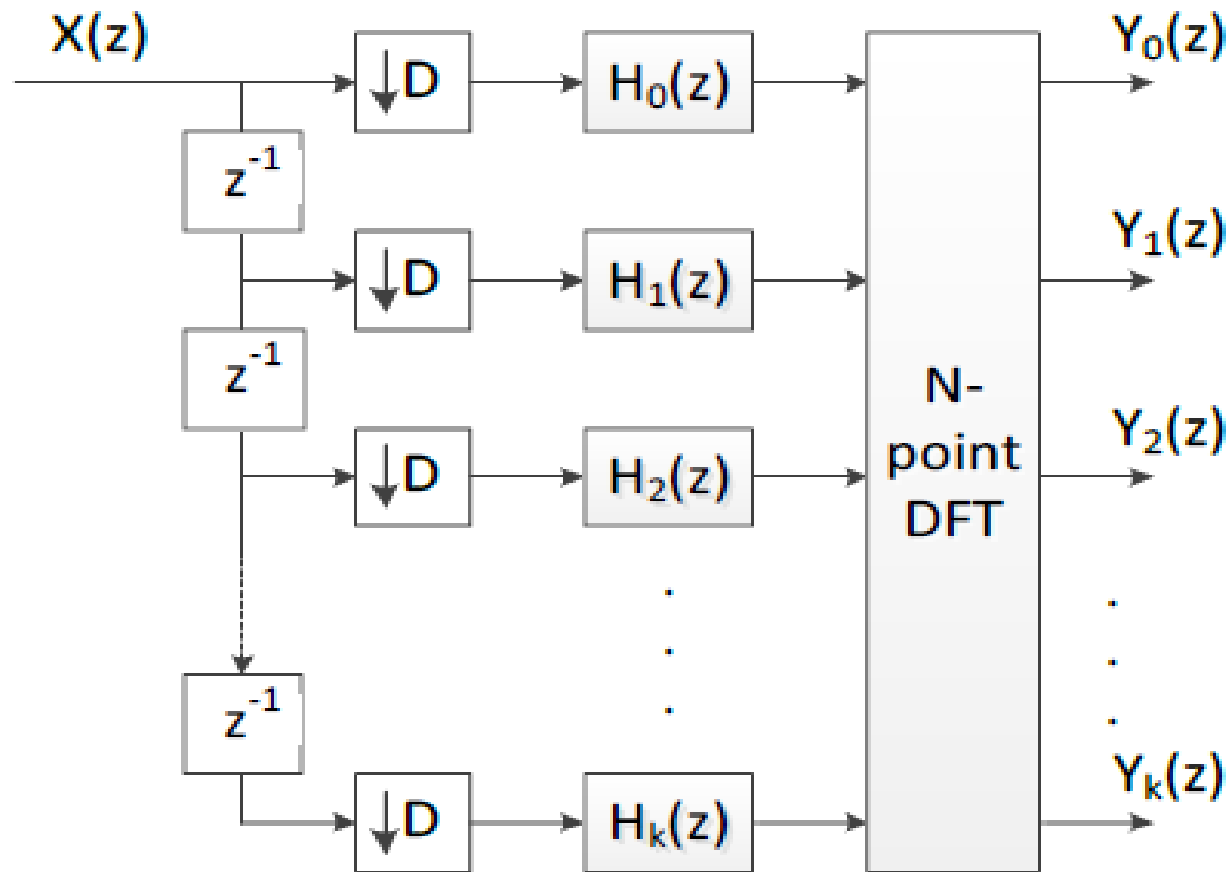 X(z)
↓D
H₀(z)
Y₀(z)
z⁻¹
↓D
H₁(z)
Y₁(z)
z⁻¹
↓D
H₂(z)
Y₂(z)
N-
point
DFT
z⁻¹
↓D
Hₖ(z)
Yₖ(z)